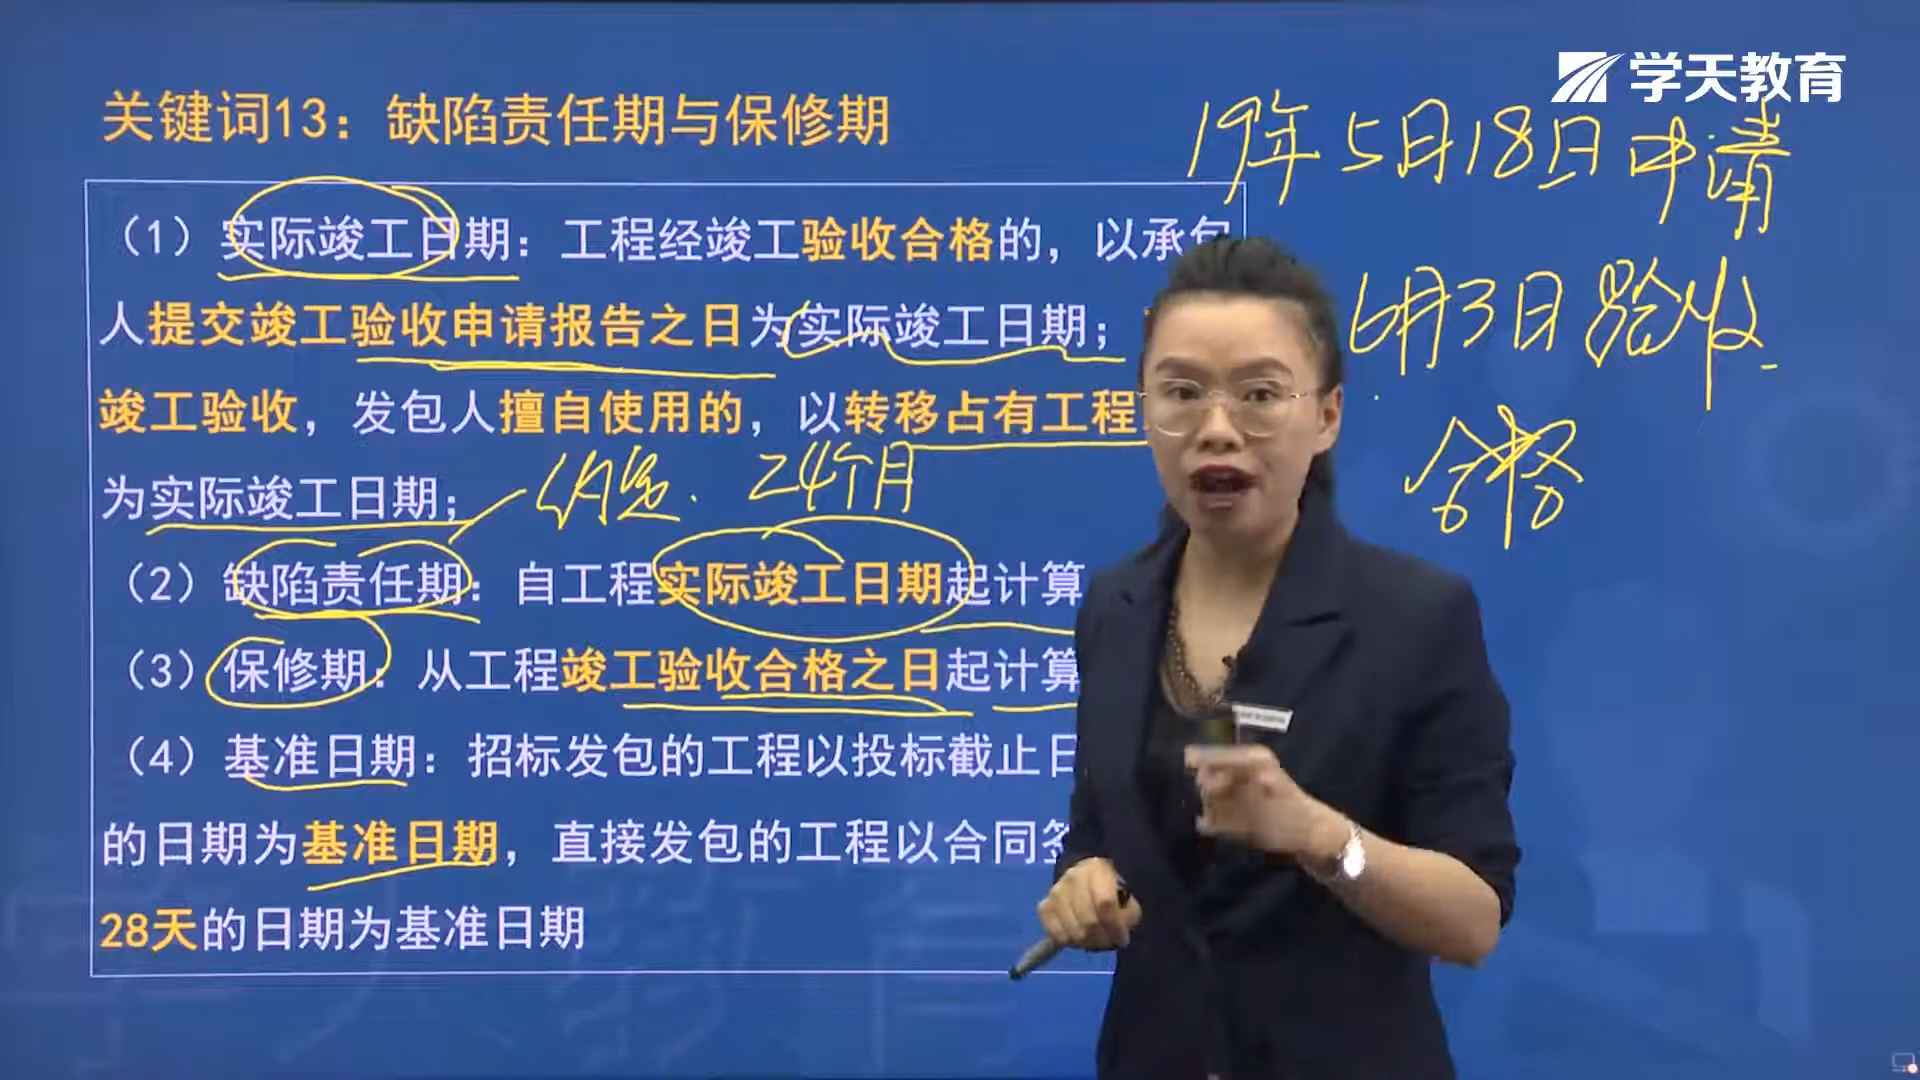 学天教育
关键词13：缺陷责任期与保修期
19年5月18日申请
（1）实际竣工日期：工程经竣工验收合格的，以承包
6月3日验收
人提交竣工验收申请报告之日为实际竣工日期；
竣工验收，发包人擅自使用的，以转移占有工程
合格
为实际竣工日期；
约定. 24个月
（2）缺陷责任期：自工程实际竣工日期起计算
（3）保修期：从工程竣工验收合格之日起计算
（4）基准日期：招标发包的工程以投标截止日
的日期为基准日期，直接发包的工程以合同签
28天的日期为基准日期